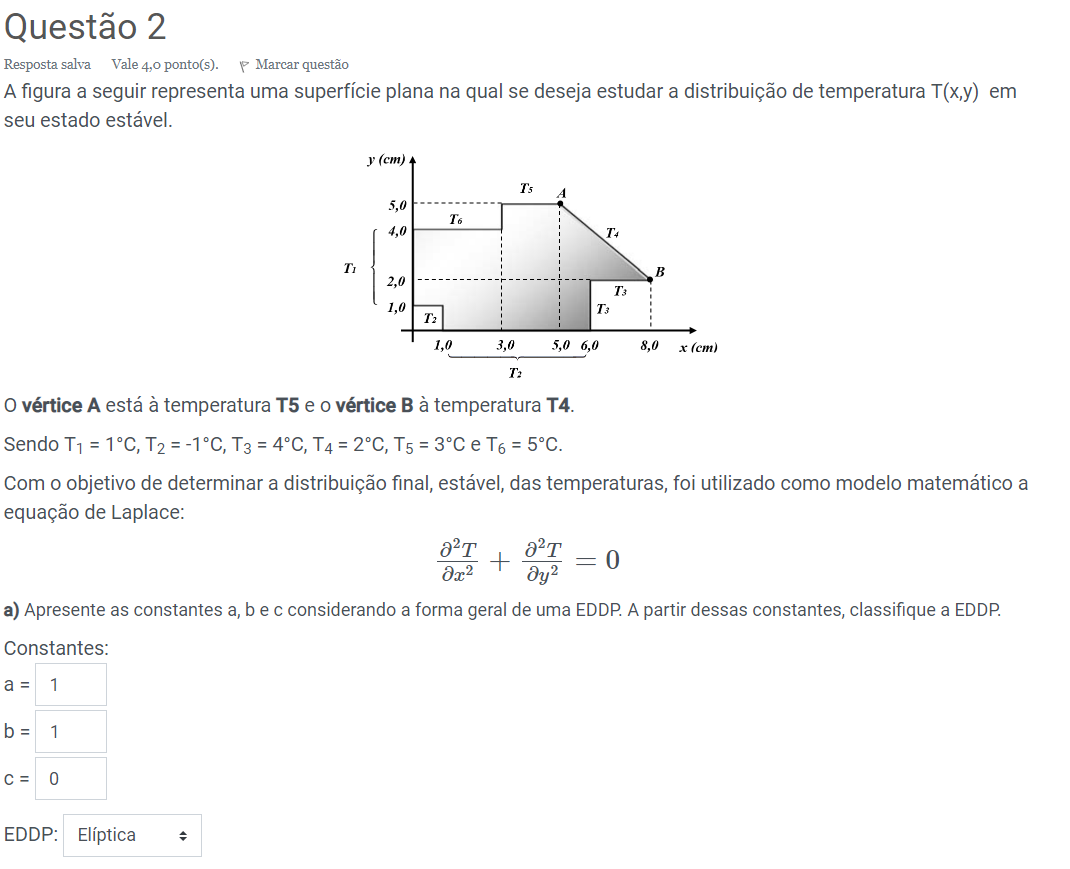 Questão 2
Resposta salva Vale 4,0 ponto(s). Marcar questão
A figura a seguir representa uma superfície plana na qual se deseja estudar a distribuição de temperatura T(x,y) em
seu estado estável.
y (cm)
T5 A
5,0
T6
4,0 T4
T1 B
2,0
T3
1,0
T2 T3
1,0 3,0 5,0 6,0 8,0 x (cm)
T2
O vértice A está à temperatura T5 e o vértice B à temperatura T4.
Sendo T₁ = 1°C, T₂ = -1°C, T₃ = 4°C, T₄ = 2°C, T₅ = 3°C e T₆ = 5°C.
Com o objetivo de determinar a distribuição final, estável, das temperaturas, foi utilizado como modelo matemático a
equação de Laplace:
∂²T/∂x² + ∂²T/∂y² = 0
a) Apresente as constantes a, b e c considerando a forma geral de uma EDDP. A partir dessas constantes, classifique a EDDP.
Constantes:
a = 1
b = 1
c = 0
EDDP: Elíptica